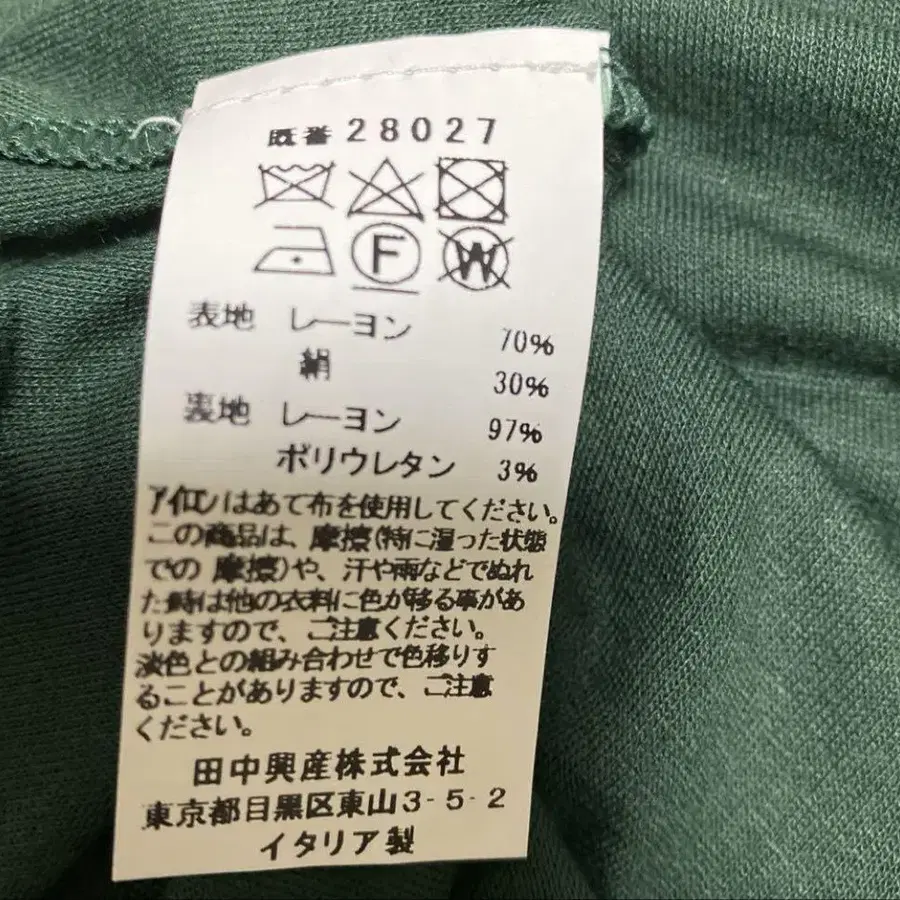 既番28027
F W
表地 レーヨン 70%
絹 30%
裏地 レーヨン 97%
ポリウレタン 3%
アイロンはあて布を使用してください。
この商品は、摩擦(特に湿った状態
での 摩擦)や、汗や雨などでぬれ
た時は他の衣料に色が移る事があ
りますので、ご注意ください。
淡色との組み合わせで色移りす
ることがありますので、ご注意
ください。
田中興産株式会社
東京都目黒区東山3-5-2
イタリア製